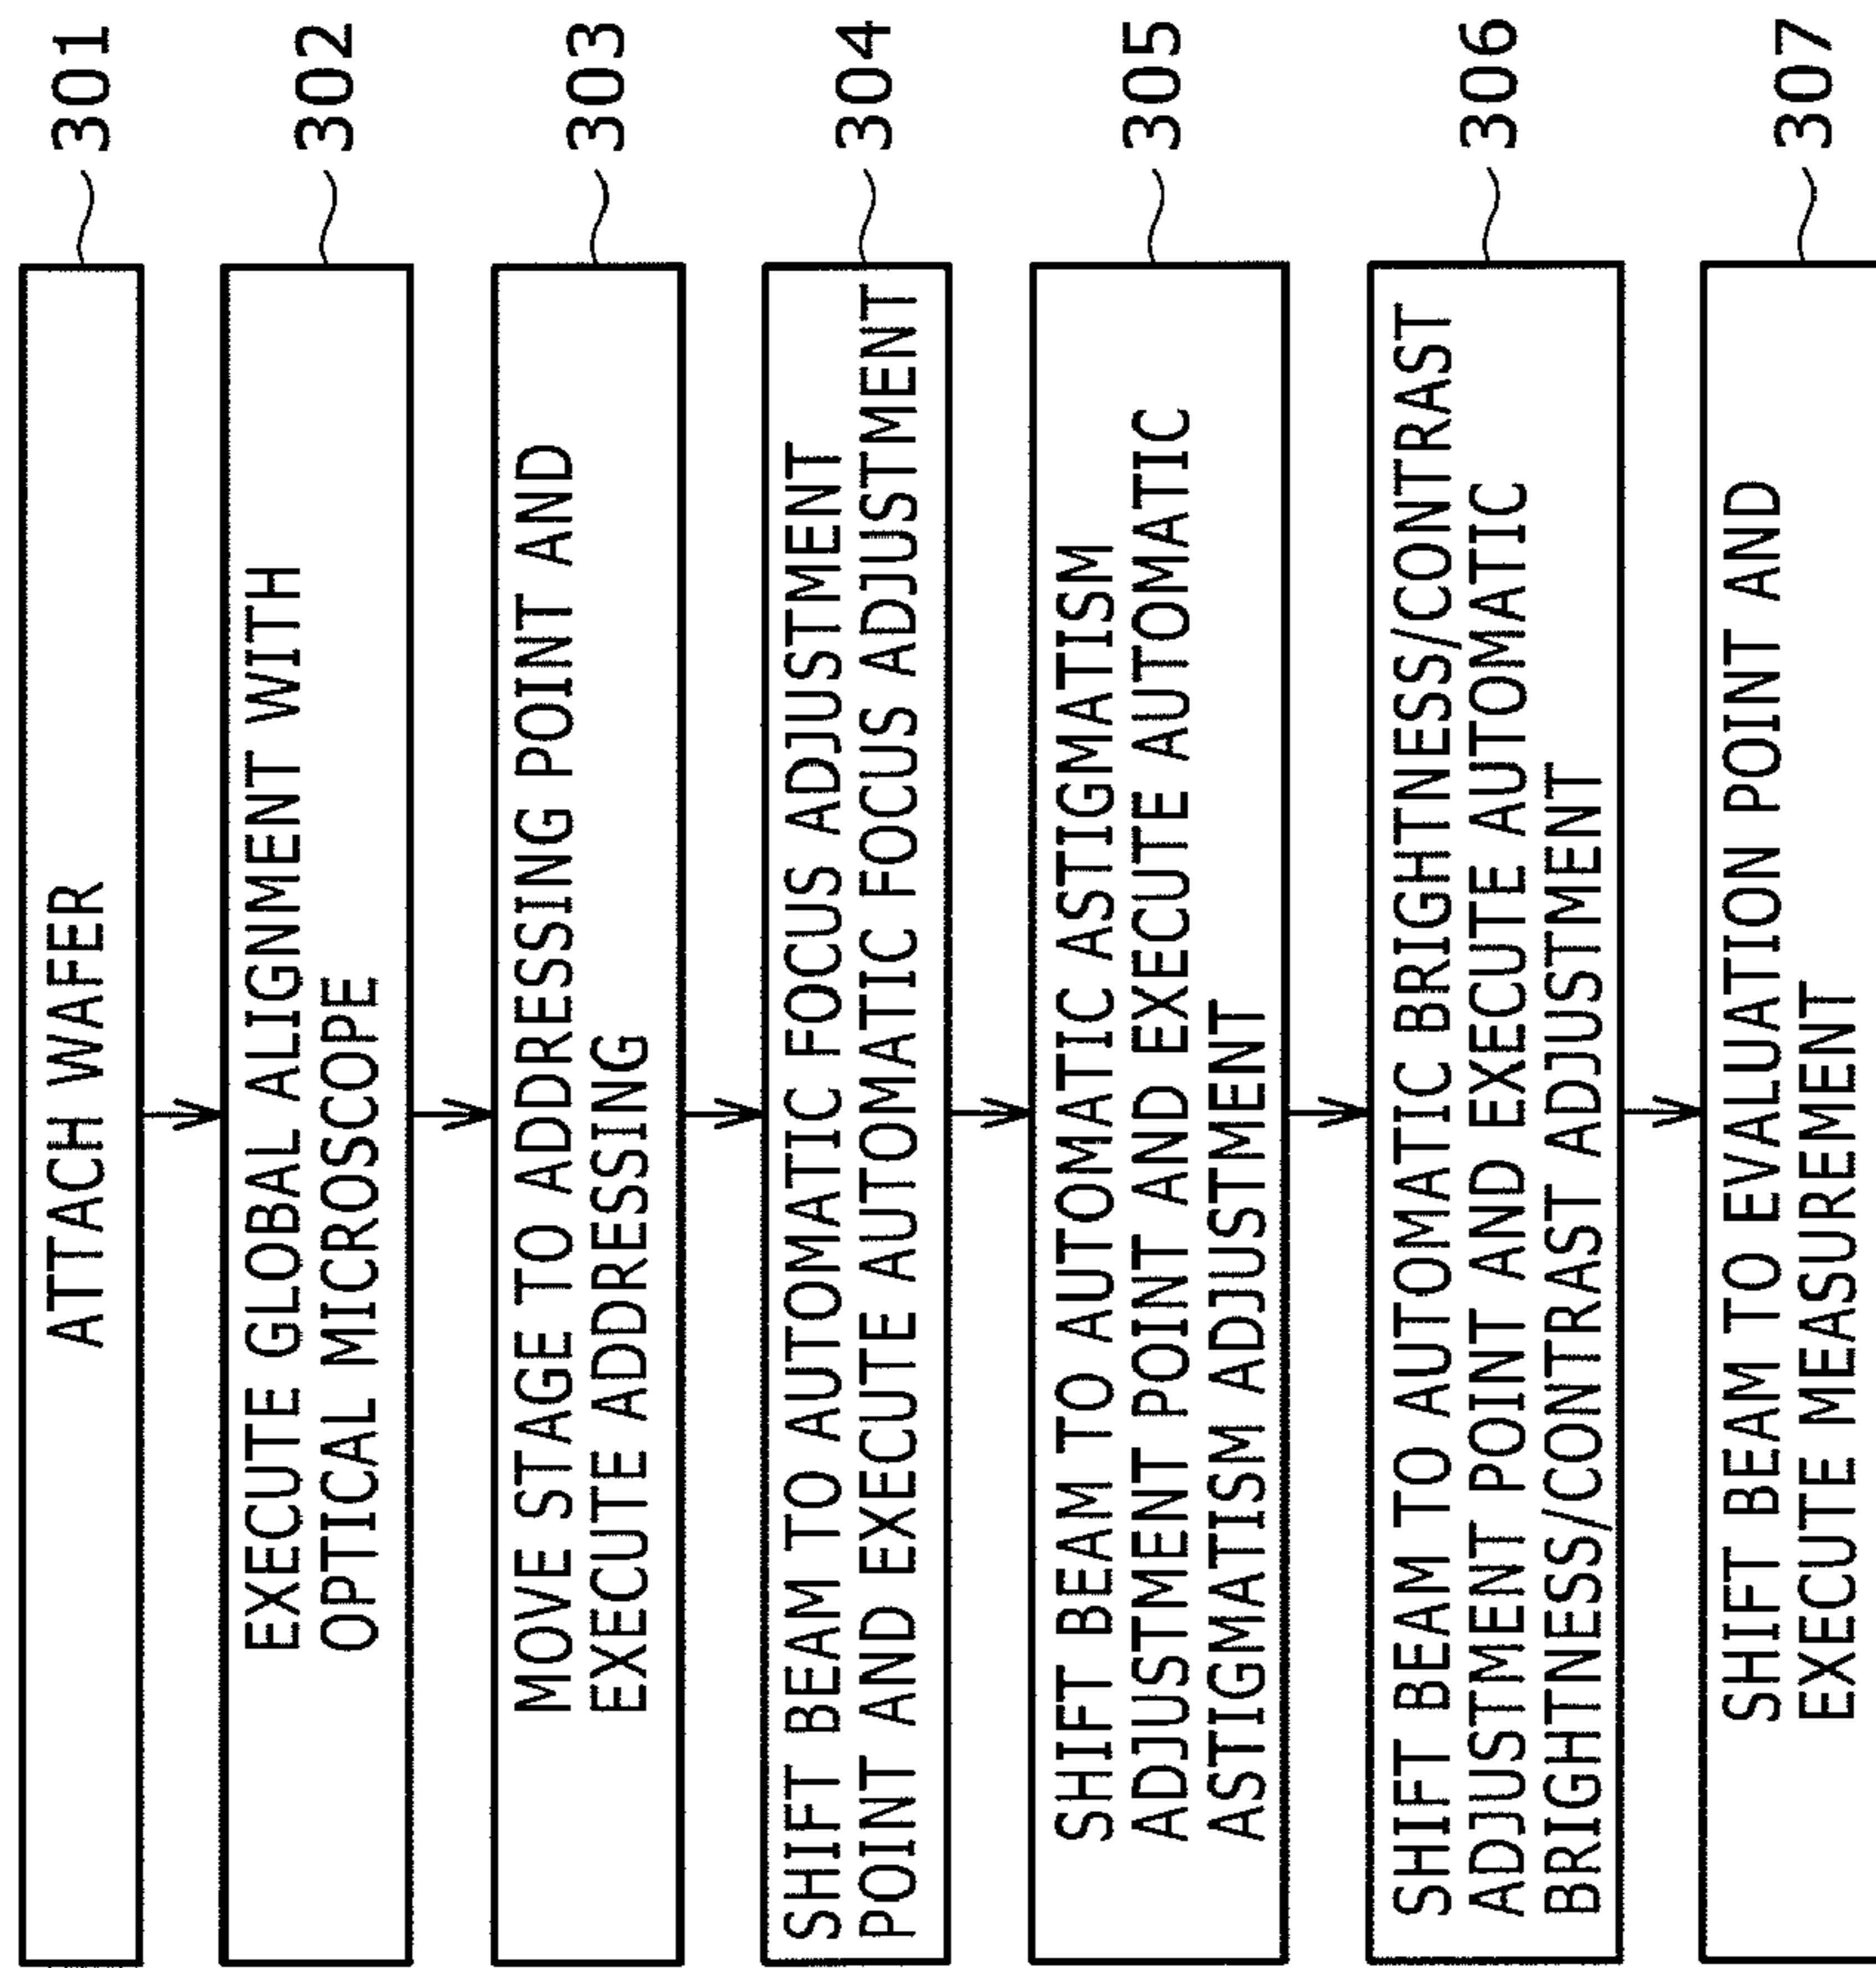 301
ATTACH WAFER
302
EXECUTE GLOBAL ALIGNMENT WITH
OPTICAL MICROSCOPE
303
MOVE STAGE TO ADDRESSING POINT AND
EXECUTE ADDRESSING
304
SHIFT BEAM TO AUTOMATIC FOCUS ADJUSTMENT
POINT AND EXECUTE AUTOMATIC FOCUS ADJUSTMENT
305
SHIFT BEAM TO AUTOMATIC ASTIGMATISM
ADJUSTMENT POINT AND EXECUTE AUTOMATIC
ASTIGMATISM ADJUSTMENT
306
SHIFT BEAM TO AUTOMATIC BRIGHTNESS/CONTRAST
ADJUSTMENT POINT AND EXECUTE AUTOMATIC
BRIGHTNESS/CONTRAST ADJUSTMENT
307
SHIFT BEAM TO EVALUATION POINT AND
EXECUTE MEASUREMENT